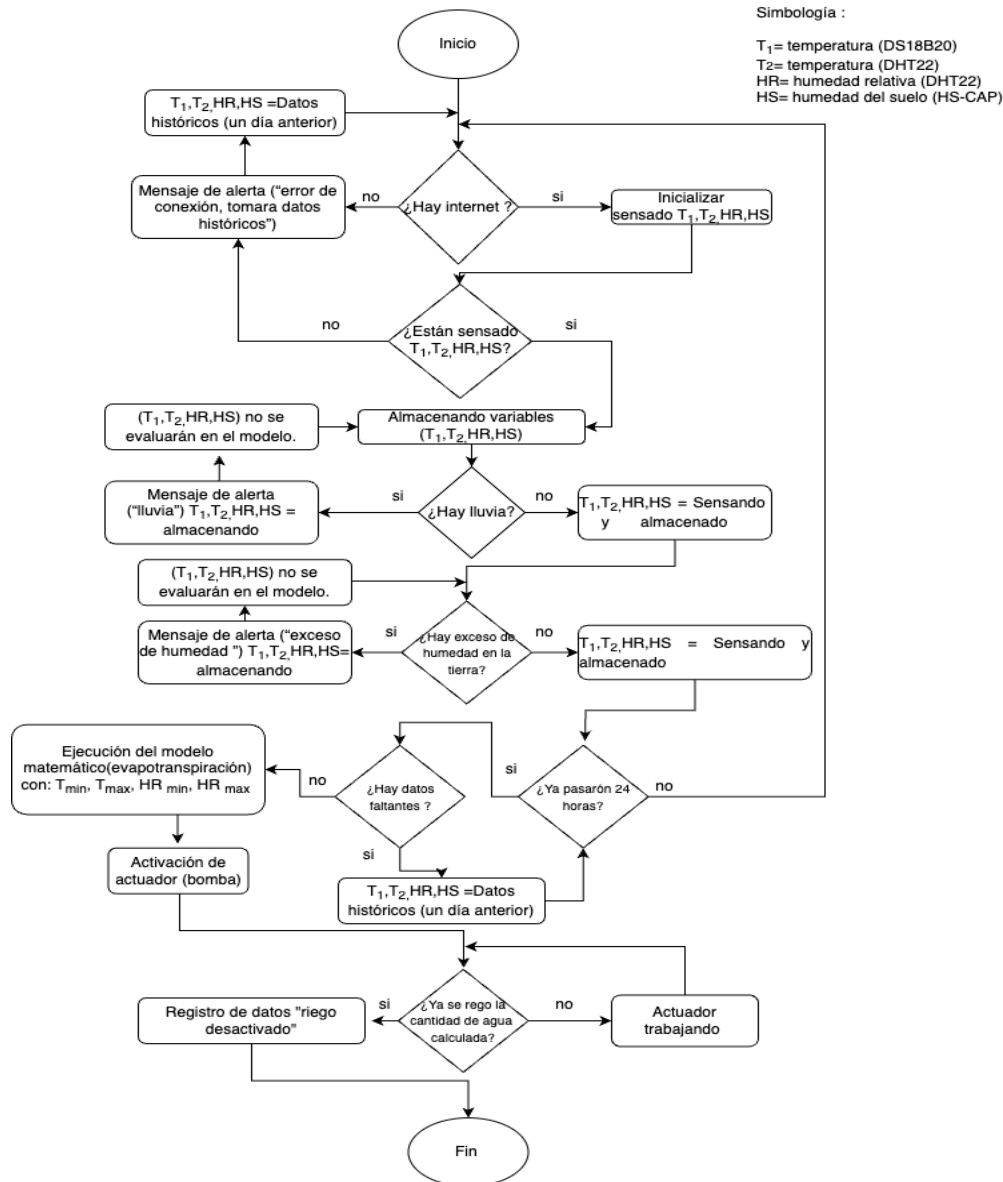 Simbología :
Inicio
T₁= temperatura (DS18B20)
T2= temperatura (DHT22)
HR= humedad relativa (DHT22)
HS= humedad del suelo (HS-CAP)
T₁,T₂,HR,HS =Datos
históricos (un día anterior)
Mensaje de alerta (“error de
conexión, tomara datos
históricos”)
no
¿Hay internet ?
si
Inicializar
sensado T₁,T₂,HR,HS
no
¿Están sensado
T₁,T₂,HR,HS?
si
(T₁,T₂,HR,HS) no se
evaluarán en el modelo.
Almacenando variables
(T₁,T₂,HR,HS)
Mensaje de alerta
(“lluvia”) T₁,T₂,HR,HS =
almacenando
si
¿Hay lluvia?
no
T₁,T₂,HR,HS = Sensando
y almacenado
(T₁,T₂,HR,HS) no se
evaluarán en el modelo.
Mensaje de alerta (“exceso
de humedad ”) T₁,T₂,HR,HS=
almacenando
si
¿Hay exceso de
humedad en la
tierra?
no
T₁,T₂,HR,HS = Sensando y
almacenado
Ejecución del modelo
matemático(evapotranspiración)
con: Tmin, Tmax, HR min, HR max
no
¿Hay datos
faltantes ?
si
si
¿Ya pasarón 24
horas?
no
Activación de
actuador (bomba)
T₁,T₂,HR,HS =Datos
históricos (un día anterior)
Registro de datos "riego
desactivado"
si
¿Ya se rego la
cantidad de agua
calculada?
no
Actuador
trabajando
Fin